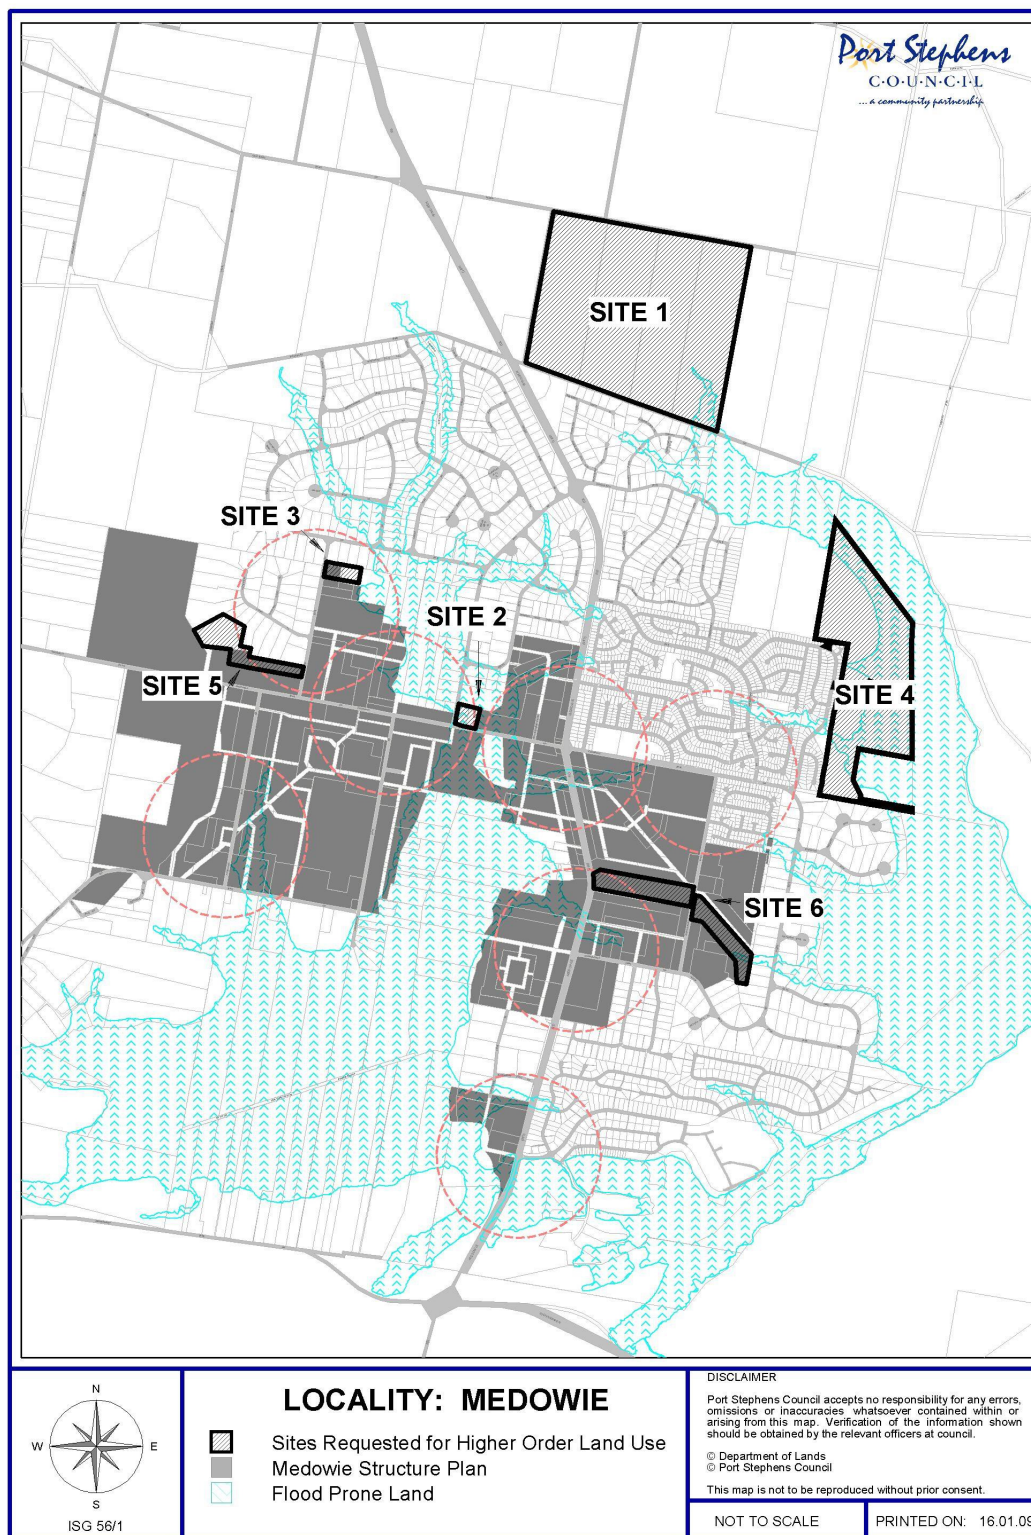 Port Stephens
C·O·U·N·C·I·L
... a community partnership
SITE 1
SITE 3
SITE 2
SITE 5
SITE 4
SITE 6
N
W E
S
ISG 56/1
LOCALITY: MEDOWIE
Sites Requested for Higher Order Land Use
Medowie Structure Plan
Flood Prone Land
DISCLAIMER
Port Stephens Council accepts no responsibility for any errors,
omissions or inaccuracies whatsoever contained within or
arising from this map. Verification of the information shown
should be obtained by the relevant officers at council.
© Department of Lands
© Port Stephens Council
This map is not to be reproduced without prior consent.
NOT TO SCALE
PRINTED ON: 16.01.09